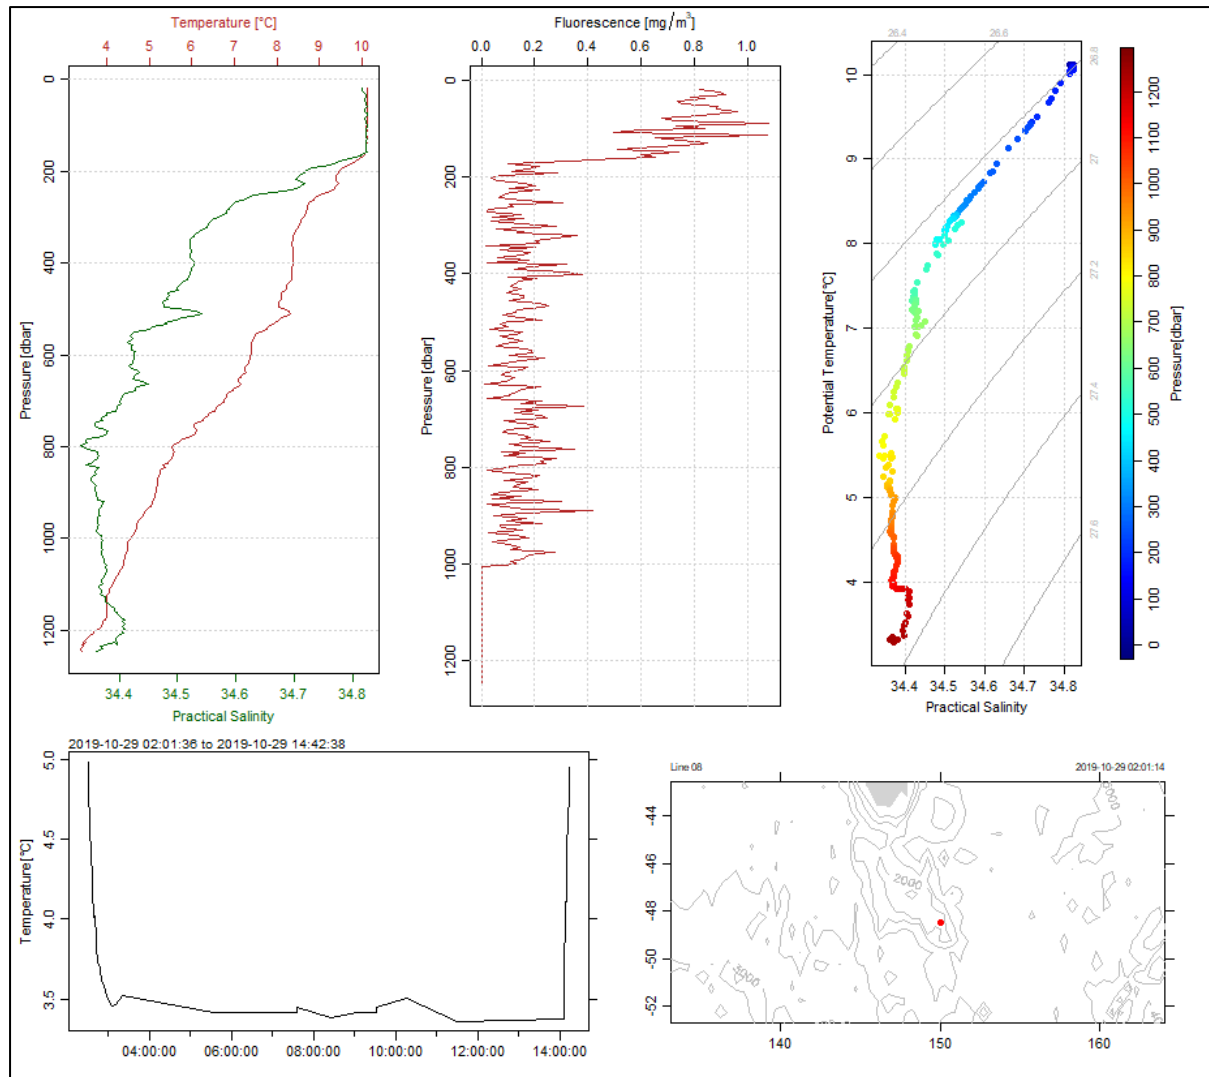 Temperature [°C]
4 5 6 7 8 9 10
0
200
400
600
800
1000
1200
Pressure [dbar]
34.4 34.5 34.6 34.7 34.8
Practical Salinity
Fluorescence [mg/m³]
0.0 0.2 0.4 0.6 0.8 1.0
0
200
400
600
800
1000
1200
Pressure [dbar]
26.4 26.6 26.8
27
27.2
27.4
27.6
10
9
8
7
6
5
4
Potential Temperature[°C]
34.4 34.5 34.6 34.7 34.8
Practical Salinity
1200
1100
1000
900
800
700
600
500
400
300
200
100
0
Pressure[dbar]
2019-10-29 02:01:36 to 2019-10-29 14:42:38
5.0
4.5
4.0
3.5
Temperature[°C]
04:00:00 06:00:00 08:00:00 10:00:00 12:00:00 14:00:00
Line 08 2019-10-29 02:01:14
-44
-46
-48
-50
-52
2000
3000
140 150 160